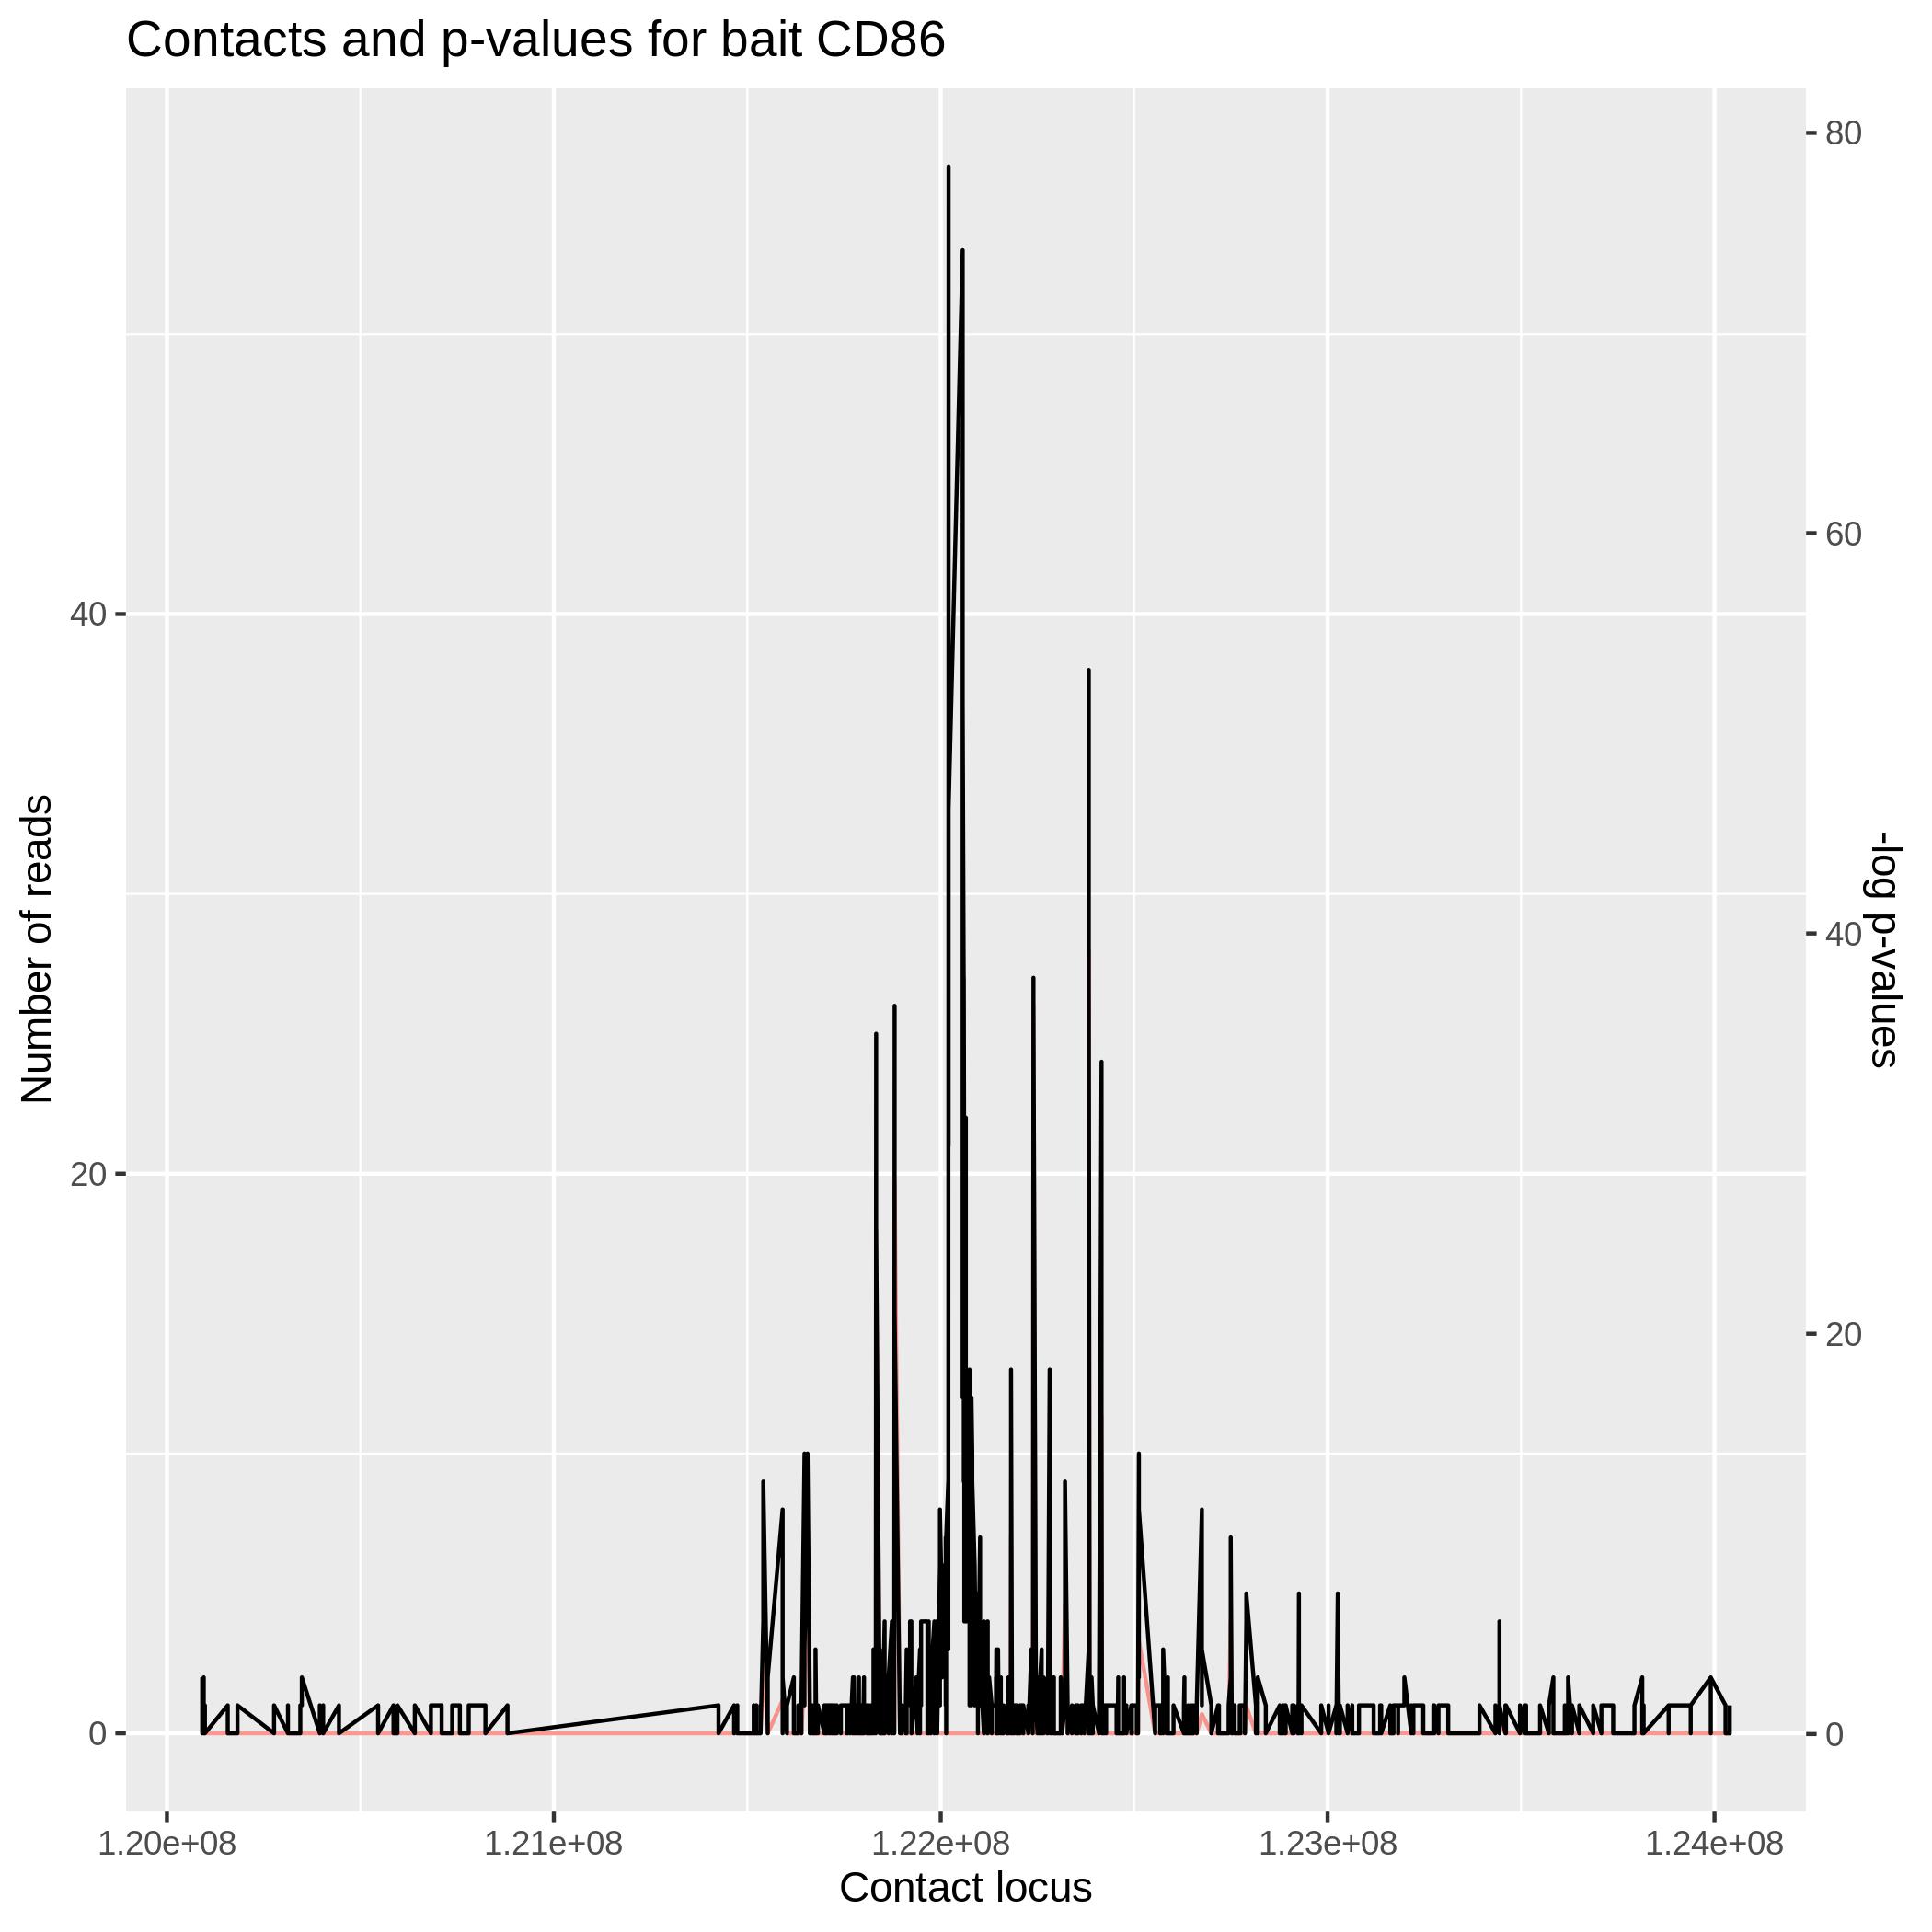 Contacts and p-values for bait CD86
80
60
40
40
20
20
0
0
Number of reads
-log p-values
1.20e+08
1.21e+08
1.22e+08
1.23e+08
1.24e+08
Contact locus